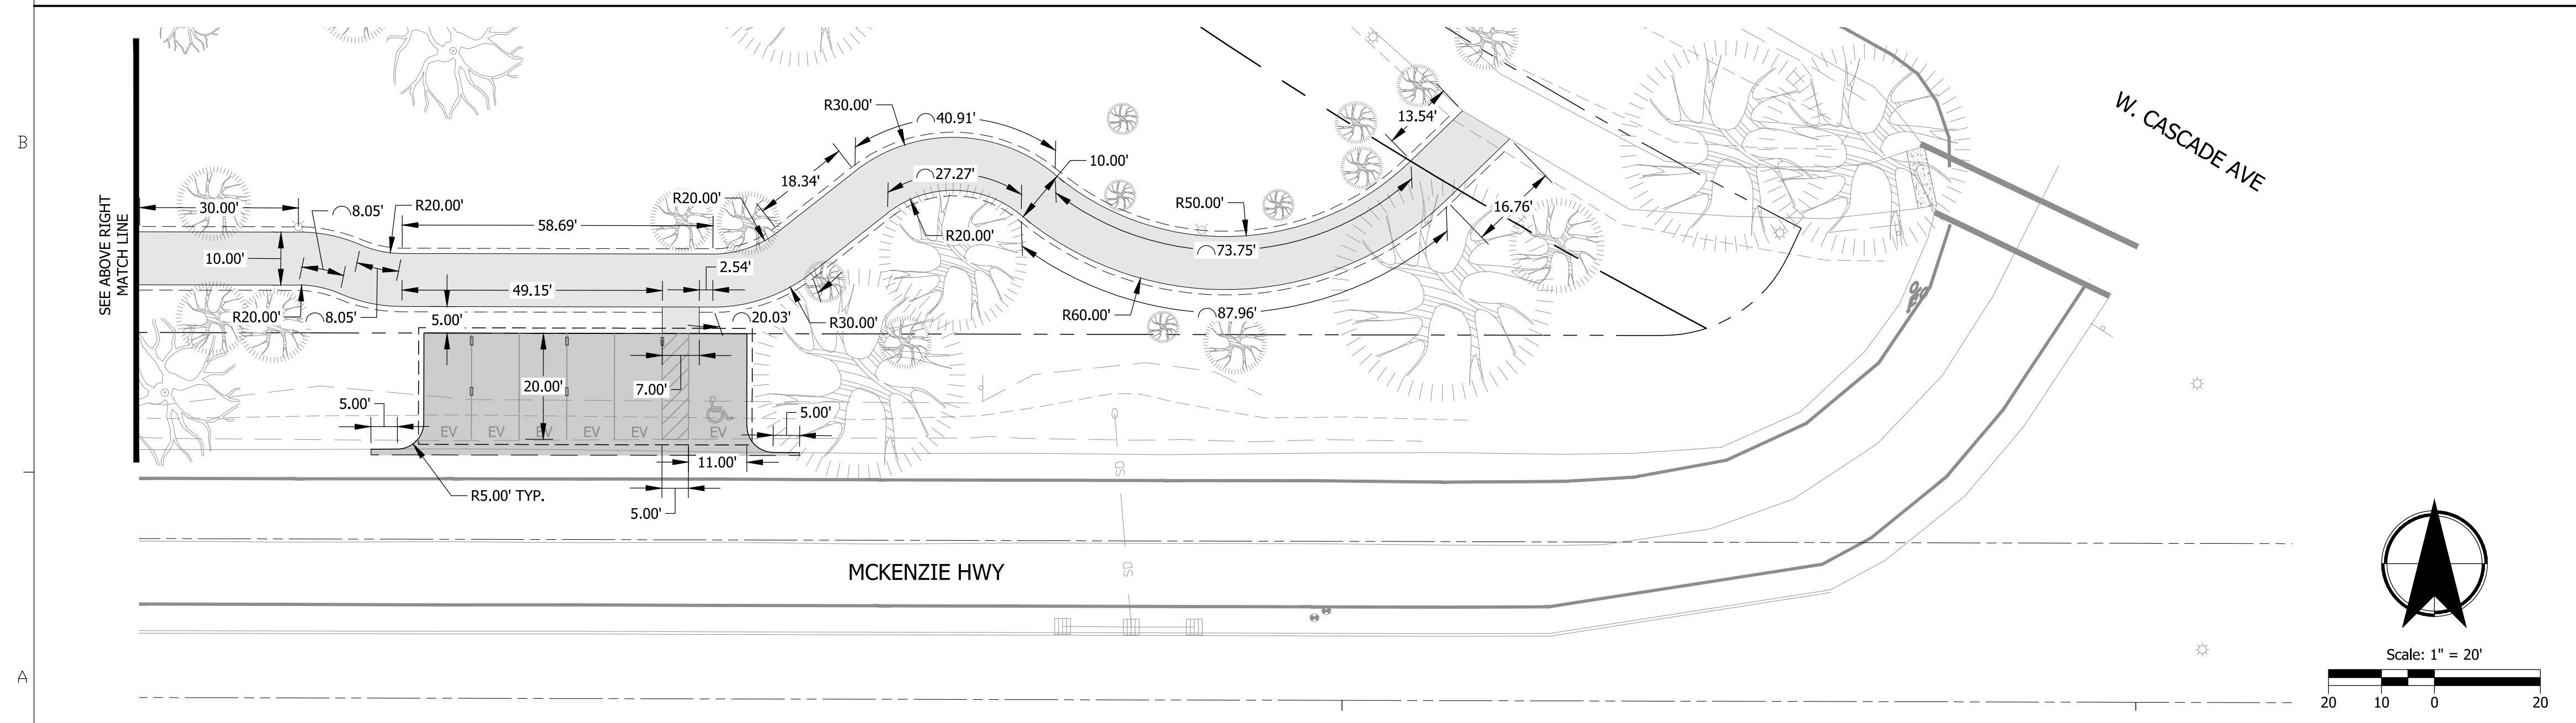 B
A
SEE ABOVE RIGHT
MATCH LINE
30.00'
8.05'
R20.00'
58.69'
10.00'
R20.00'
8.05'
5.00'
49.15'
2.54'
R20.00'
18.34'
R30.00'
40.91'
27.27'
10.00'
R20.00'
20.03'
R30.00'
R50.00'
73.75'
R60.00'
87.96'
13.54'
16.76'
W. CASCADE AVE
5.00'
20.00'
7.00'
5.00'
EV
EV
EV
EV
EV
EV
11.00'
R5.00' TYP.
5.00'
SD
SD
MCKENZIE HWY
Scale: 1" = 20'
20 10 0 20